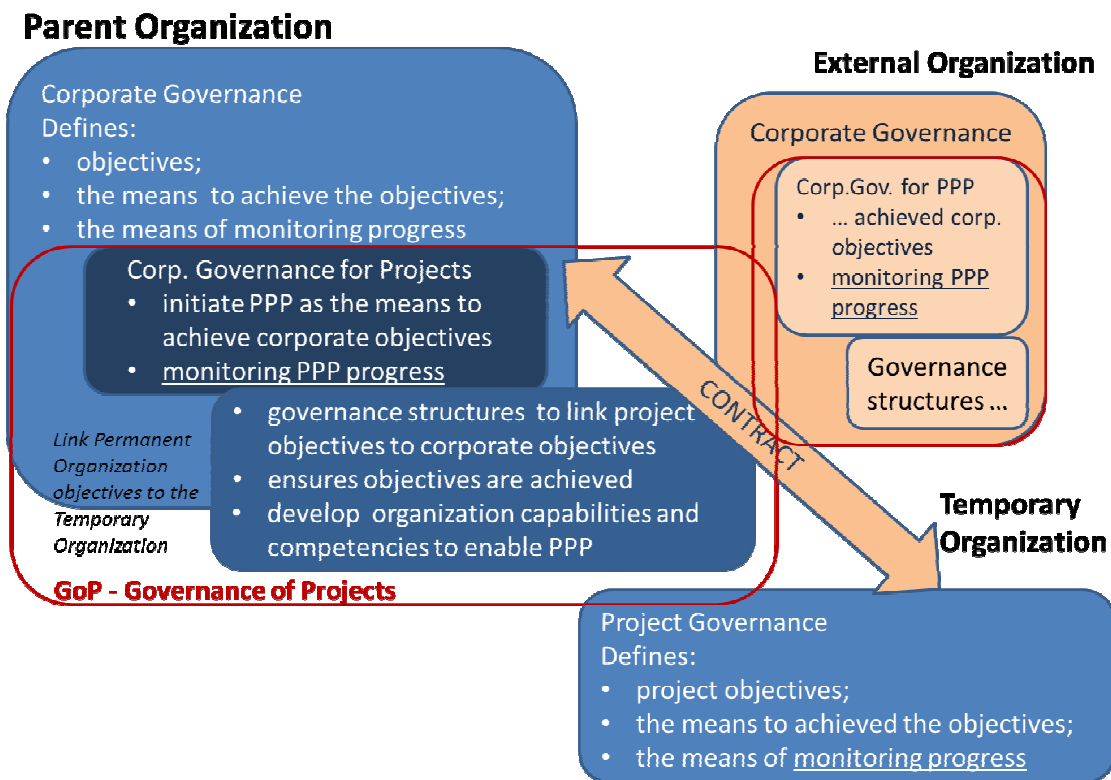 Parent Organization
Corporate Governance
Defines:
• objectives;
• the means to achieve the objectives;
• the means of monitoring progress
Corp. Governance for Projects
• initiate PPP as the means to
achieve corporate objectives
• monitoring PPP progress
• governance structures to link project
objectives to corporate objectives
• ensures objectives are achieved
• develop organization capabilities and
competencies to enable PPP
Link Permanent
Organization
objectives to the
Temporary
Organization
GoP - Governance of Projects
External Organization
Corporate Governance
Corp.Gov. for PPP
• ... achieved corp.
objectives
• monitoring PPP
progress
Governance
structures ...
CONTRACT
Temporary
Organization
Project Governance
Defines:
• project objectives;
• the means to achieved the objectives;
• the means of monitoring progress